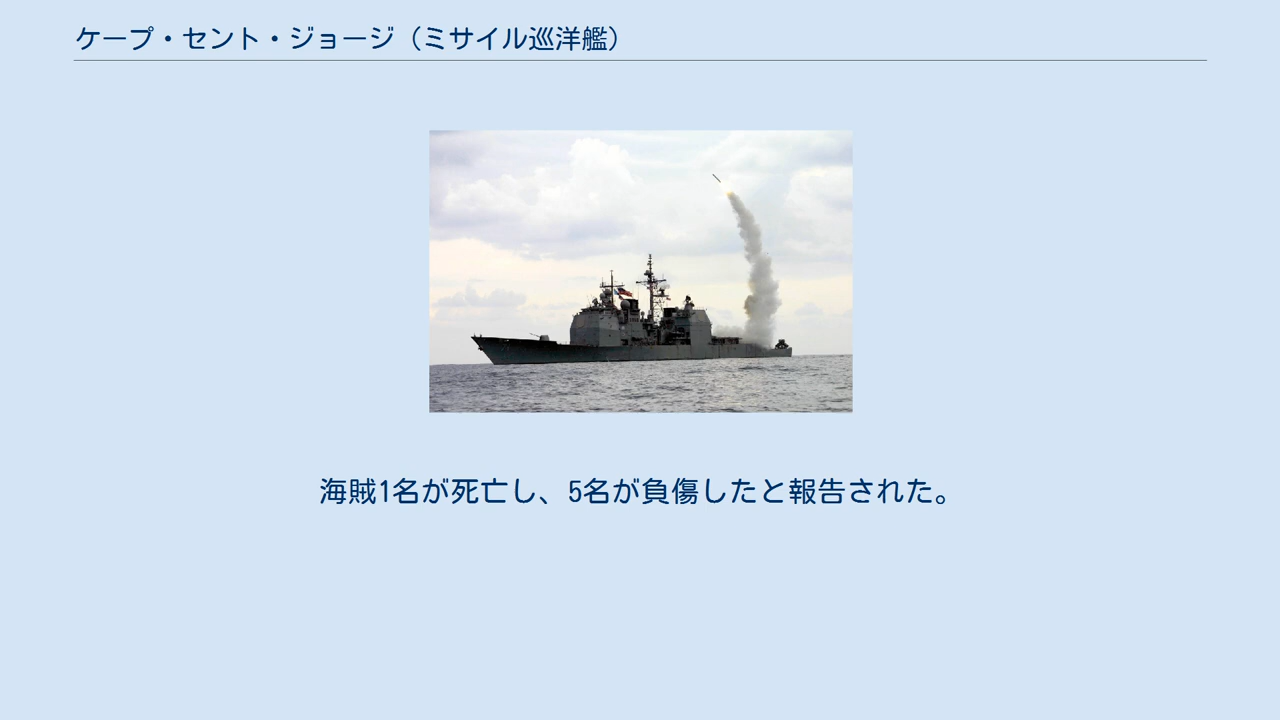 ケープ・セント・ジョージ（ミサイル巡洋艦）
海賊1名が死亡し、5名が負傷したと報告された。